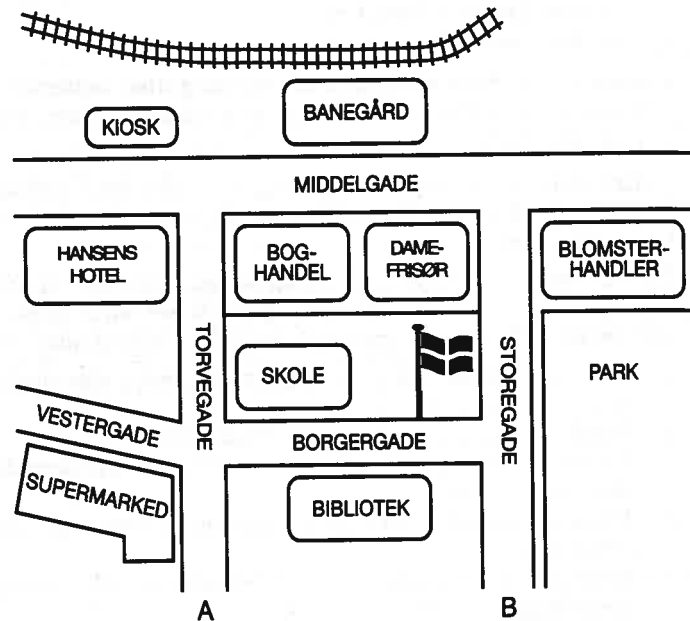 KIOSK
BANEGÅRD
MIDDELGADE
HANSENS
HOTEL
BOG-
HANDEL
DAME-
FRISØR
BLOMSTER-
HANDLER
TORVEGADE
SKOLE
STOREGADE
PARK
VESTERGADE
BORGERGADE
SUPERMARKED
BIBLIOTEK
A
B